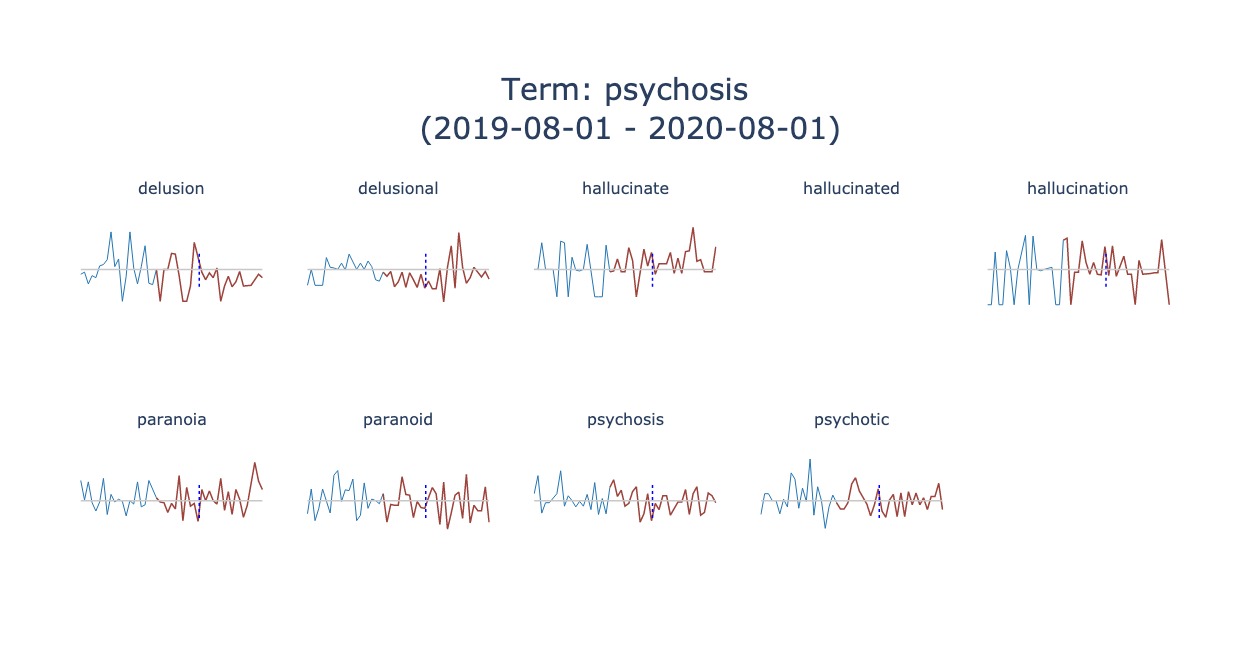 Term: psychosis
(2019-08-01 - 2020-08-01)
delusion
delusional
hallucinate
hallucinated
hallucination
paranoia
paranoid
psychosis
psychotic